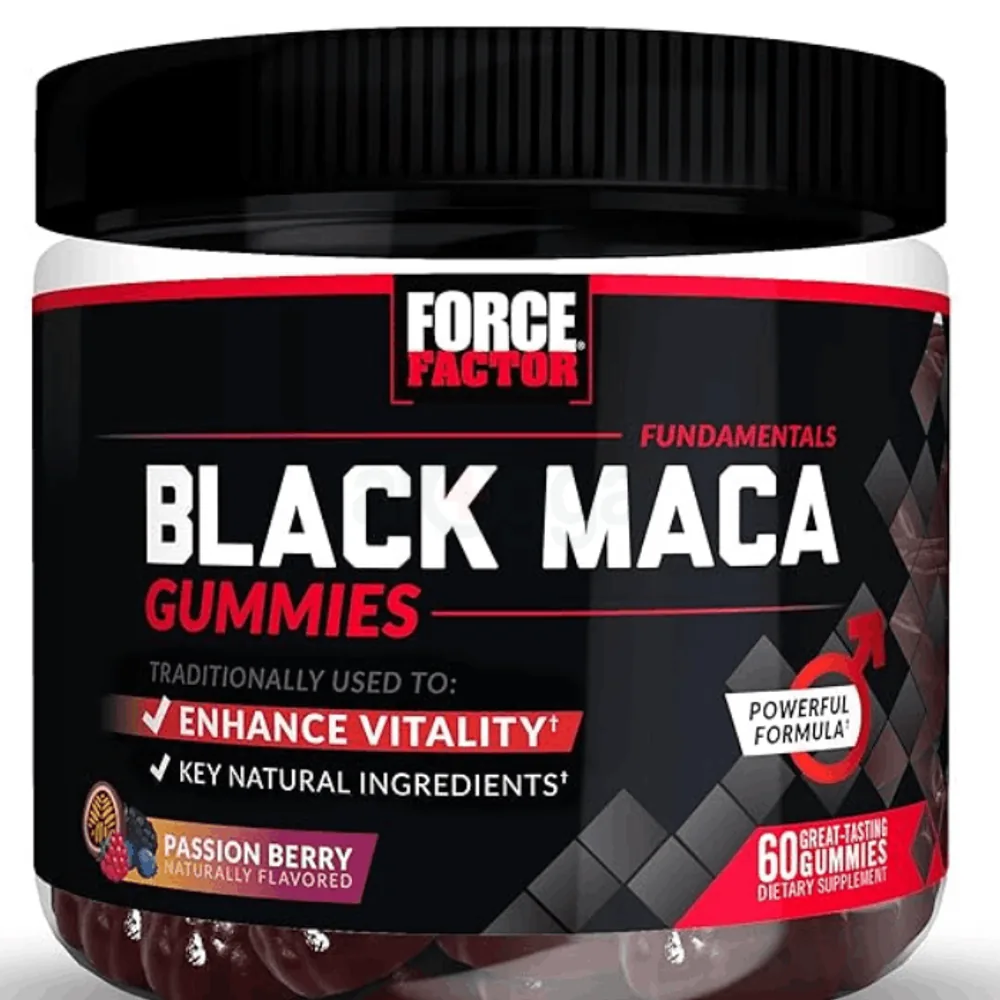 FORCE®
FACTOR
FUNDAMENTALS
BLACK MACA
GUMMIES
TRADITIONALLY USED TO:
ENHANCE VITALITY†
KEY NATURAL INGREDIENTS†
POWERFUL
FORMULA‡
PASSION BERRY
NATURALLY FLAVORED
60 GREAT-TASTING
GUMMIES
DIETARY SUPPLEMENT